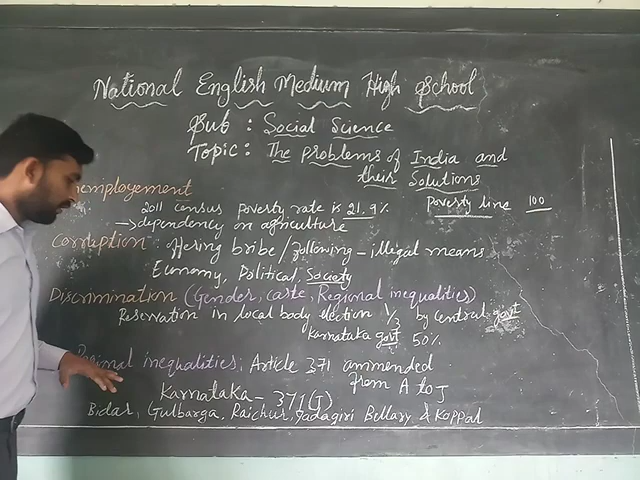 National English Medium High School
Sub : Social Science
Topic: The problems of India and
their Solutions
employement
2011 census poverty rate is 21.9% poverty line 100
→ dependency on agriculture
Corruption : offering bribe / following - illegal means
Economy, Political, Society
Discrimination (Gender, caste, Regional inequalities)
Reservation in local body election 1/3 by central govt
Karnataka govt 50%
inequalities; Article 371 ammended
from A to J
Karnataka - 371(J)
Bidar, Gulbarga, Raichur, Yadagiri Bellary & Koppal